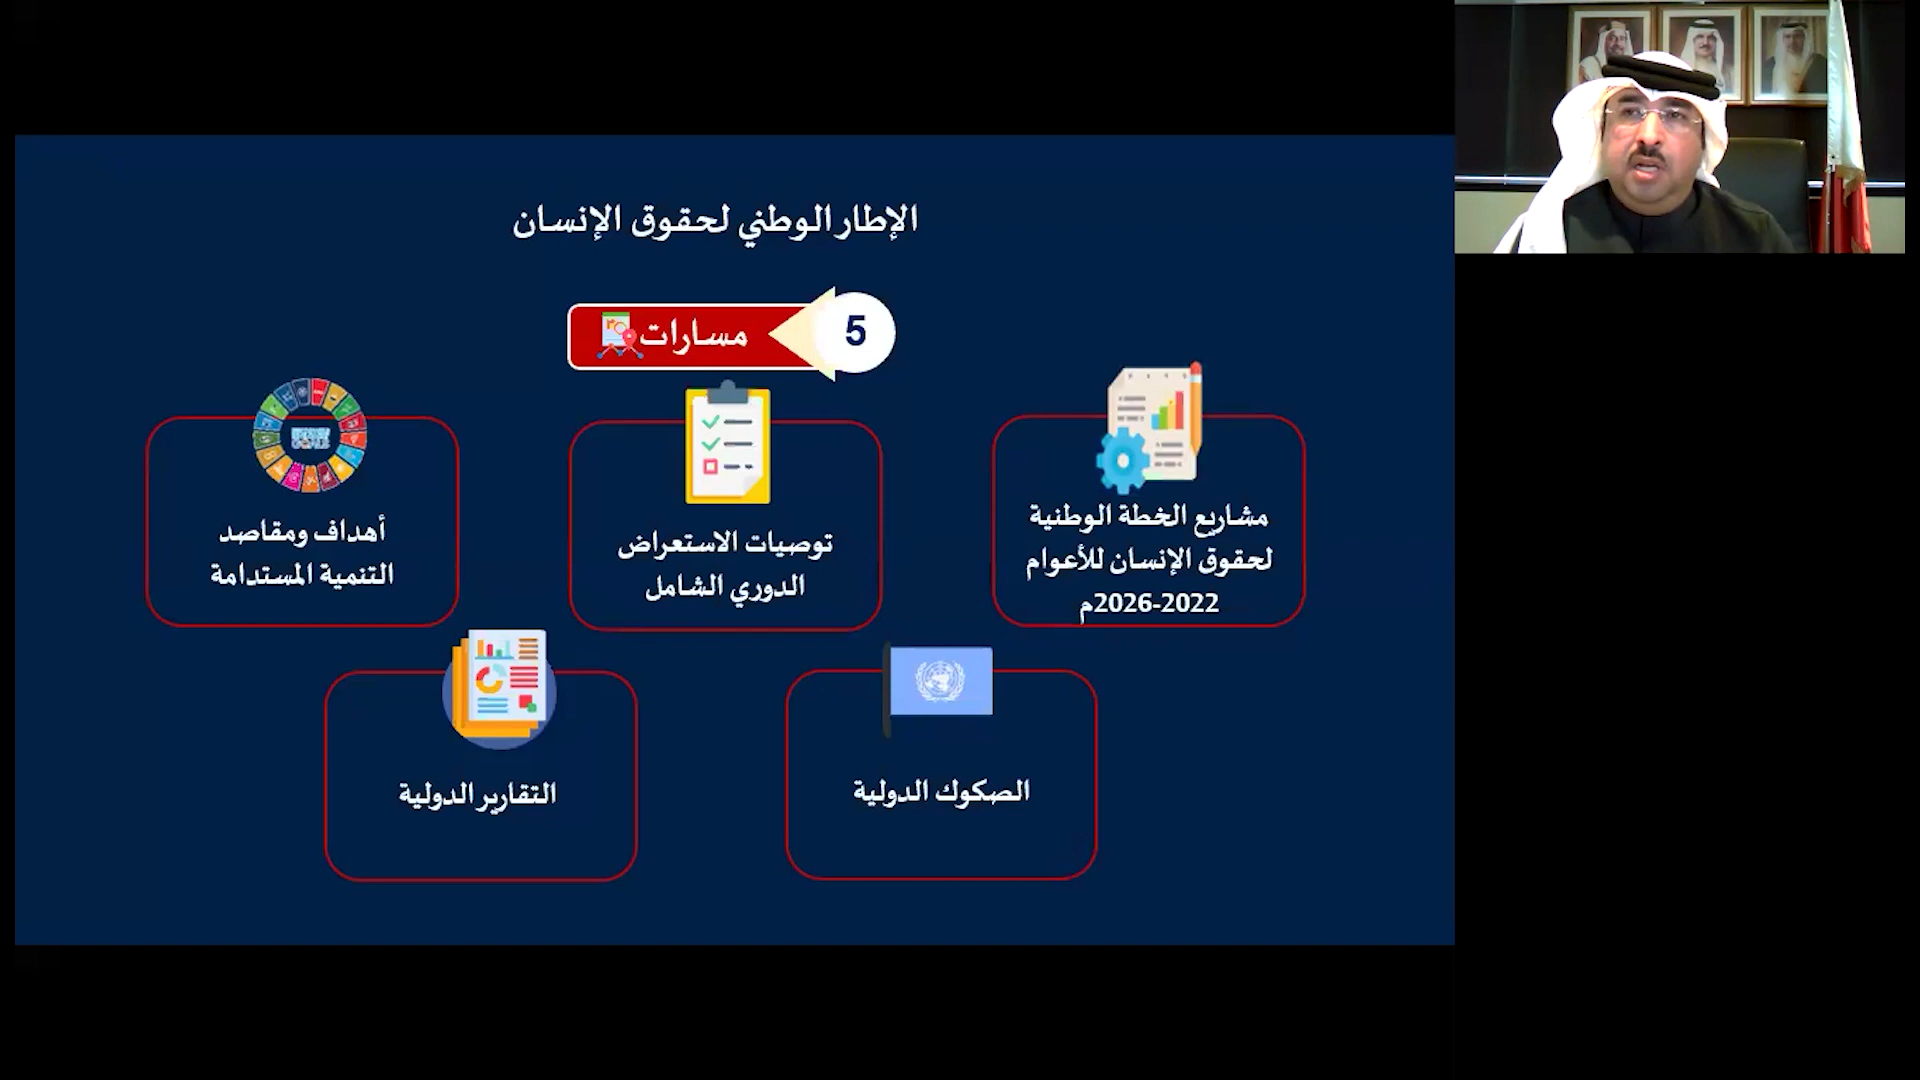 الإطار الوطني لحقوق الإنسان
5
مسارات
مشاريع الخطة الوطنية
لحقوق الإنسان للأعوام
2022-2026م
توصيات الاستعراض
الدوري الشامل
أهداف ومقاصد
التنمية المستدامة
الصكوك الدولية
التقارير الدولية